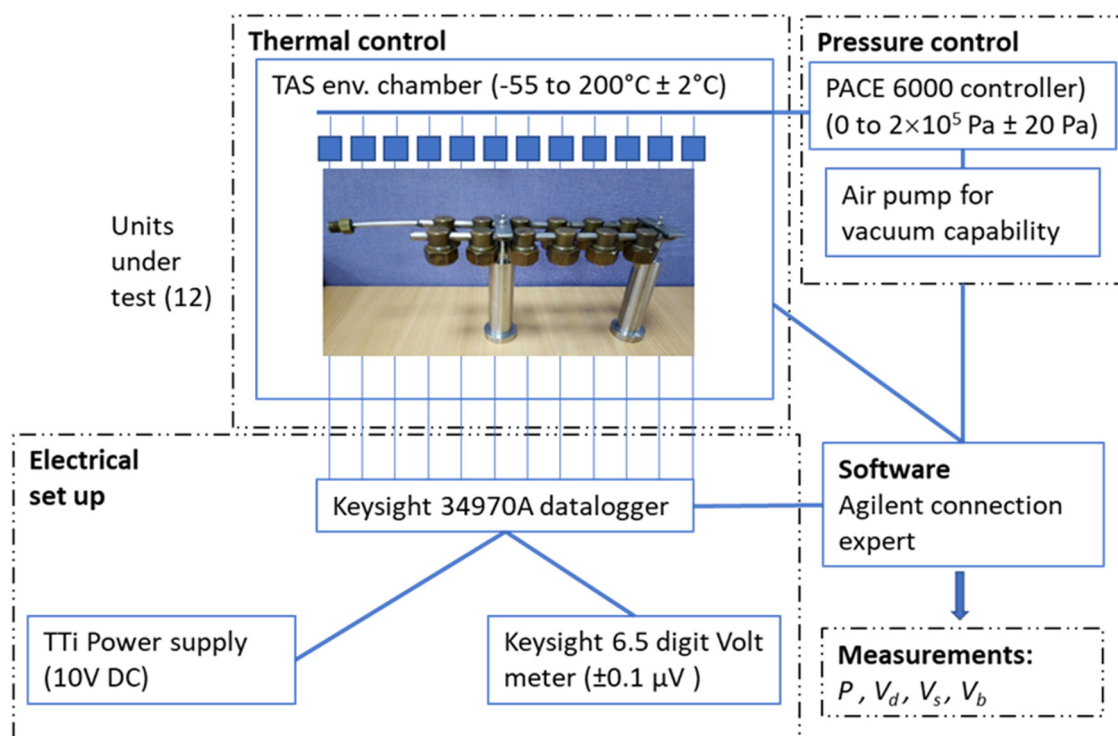 Thermal control
TAS env. chamber (-55 to 200°C ± 2°C)
Pressure control
PACE 6000 controller)
(0 to 2×10⁵ Pa ± 20 Pa)
Air pump for
vacuum capability
Units
under
test (12)
Electrical
set up
Keysight 34970A datalogger
Software
Agilent connection
expert
TTi Power supply
(10V DC)
Keysight 6.5 digit Volt
meter (±0.1 µV )
Measurements:
P , V_d, V_s, V_b